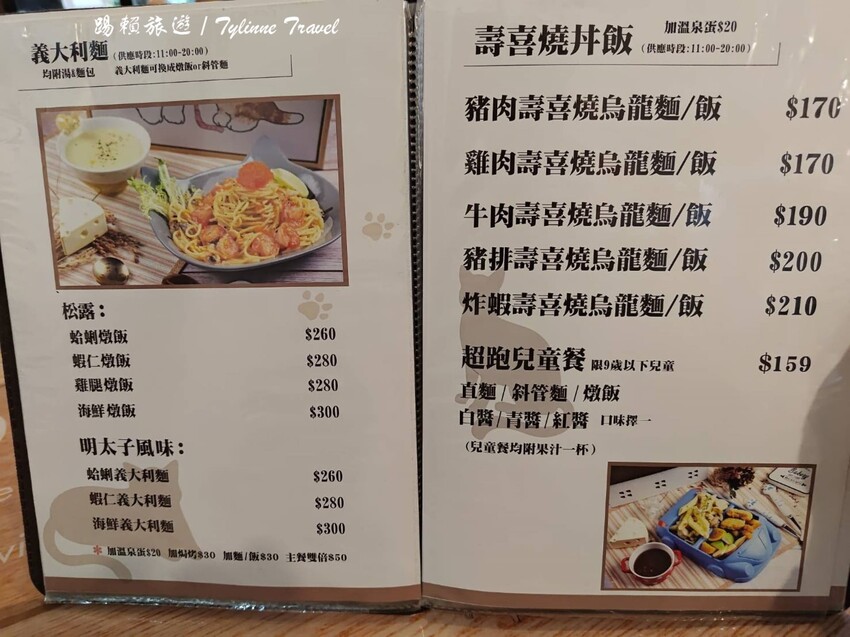 踢賴旅遊 / Tylinne Travel
義大利麵 (供應時段:11:00-20:00)
均附湯&麵包 義大利麵可換成燉飯or斜管麵
松露:
蛤蜊燉飯 $260
蝦仁燉飯 $280
雞腿燉飯 $280
海鮮燉飯 $300
明太子風味:
蛤蜊義大利麵 $260
蝦仁義大利麵 $280
海鮮義大利麵 $300
* 加溫泉蛋$20 加焗烤$30 加麵/飯$30 主餐雙倍$50
壽喜燒丼飯 加溫泉蛋$20
(供應時段:11:00-20:00)
豬肉壽喜燒烏龍麵/飯 $170
雞肉壽喜燒烏龍麵/飯 $170
牛肉壽喜燒烏龍麵/飯 $190
豬排壽喜燒烏龍麵/飯 $200
炸蝦壽喜燒烏龍麵/飯 $210
超跑兒童餐 限9歲以下兒童 $159
直麵/斜管麵/燉飯
白醬/青醬/紅醬 口味擇一
(兒童餐均附果汁一杯)